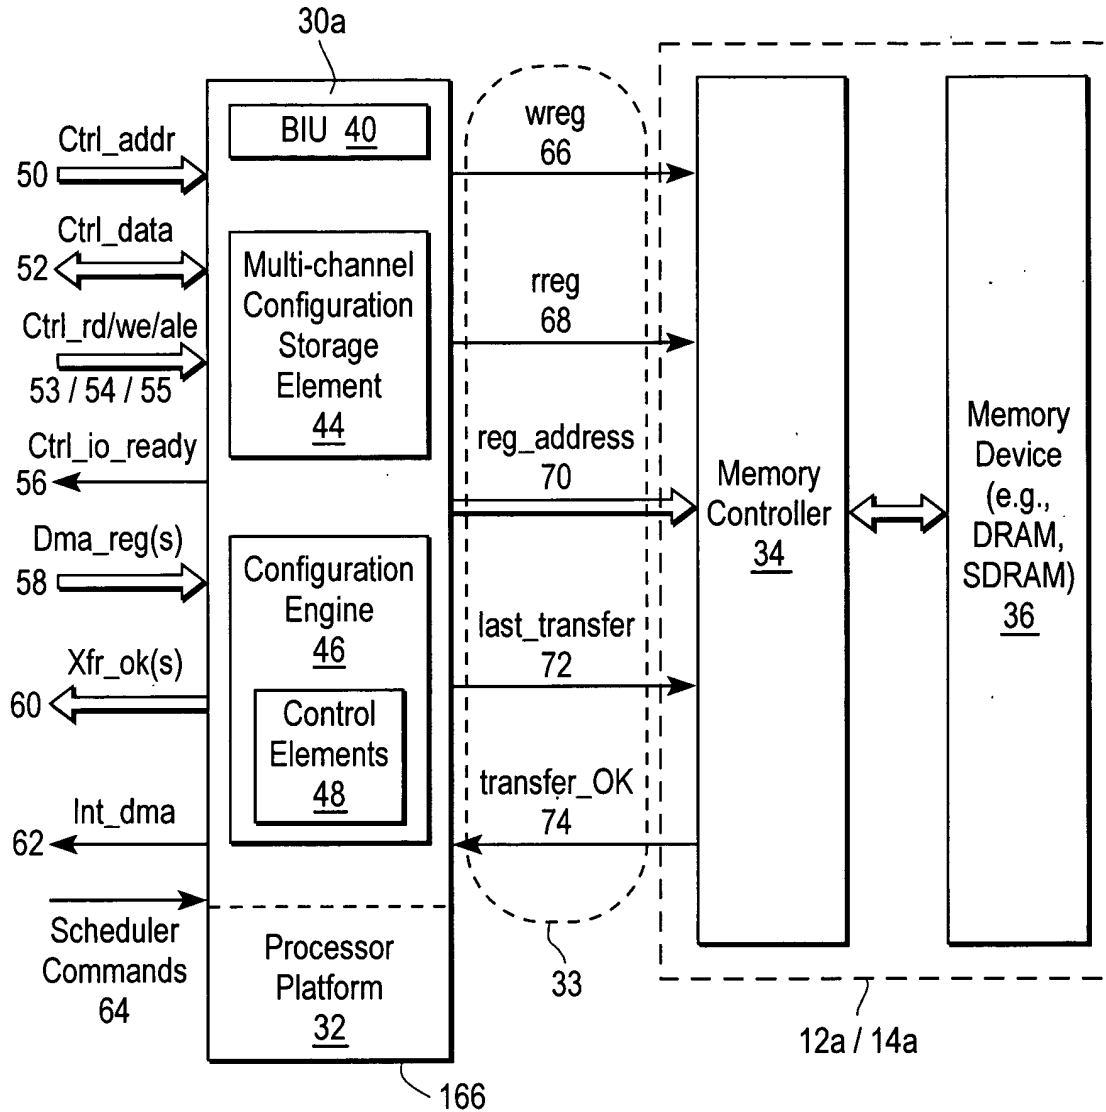 30a
BIU 40
Ctrl_addr
50
Ctrl_data
52
Ctrl_rd/we/ale
53 / 54 / 55
Ctrl_io_ready
56
Dma_reg(s)
58
Xfr_ok(s)
60
Int_dma
62
Scheduler
Commands
64
Multi-channel
Configuration
Storage
Element
44
Configuration
Engine
46
Control
Elements
48
Processor
Platform
32
166
wreg
66
rreg
68
reg_address
70
last_transfer
72
transfer_OK
74
33
Memory
Controller
34
Memory
Device
(e.g.,
DRAM,
SDRAM)
36
12a / 14a